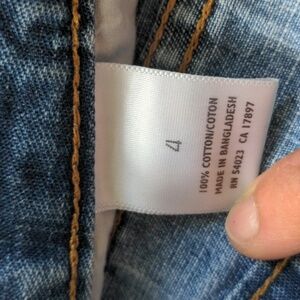 4
100% COTTON/COTON
MADE IN BANGLADESH
RN 54023 CA 17897